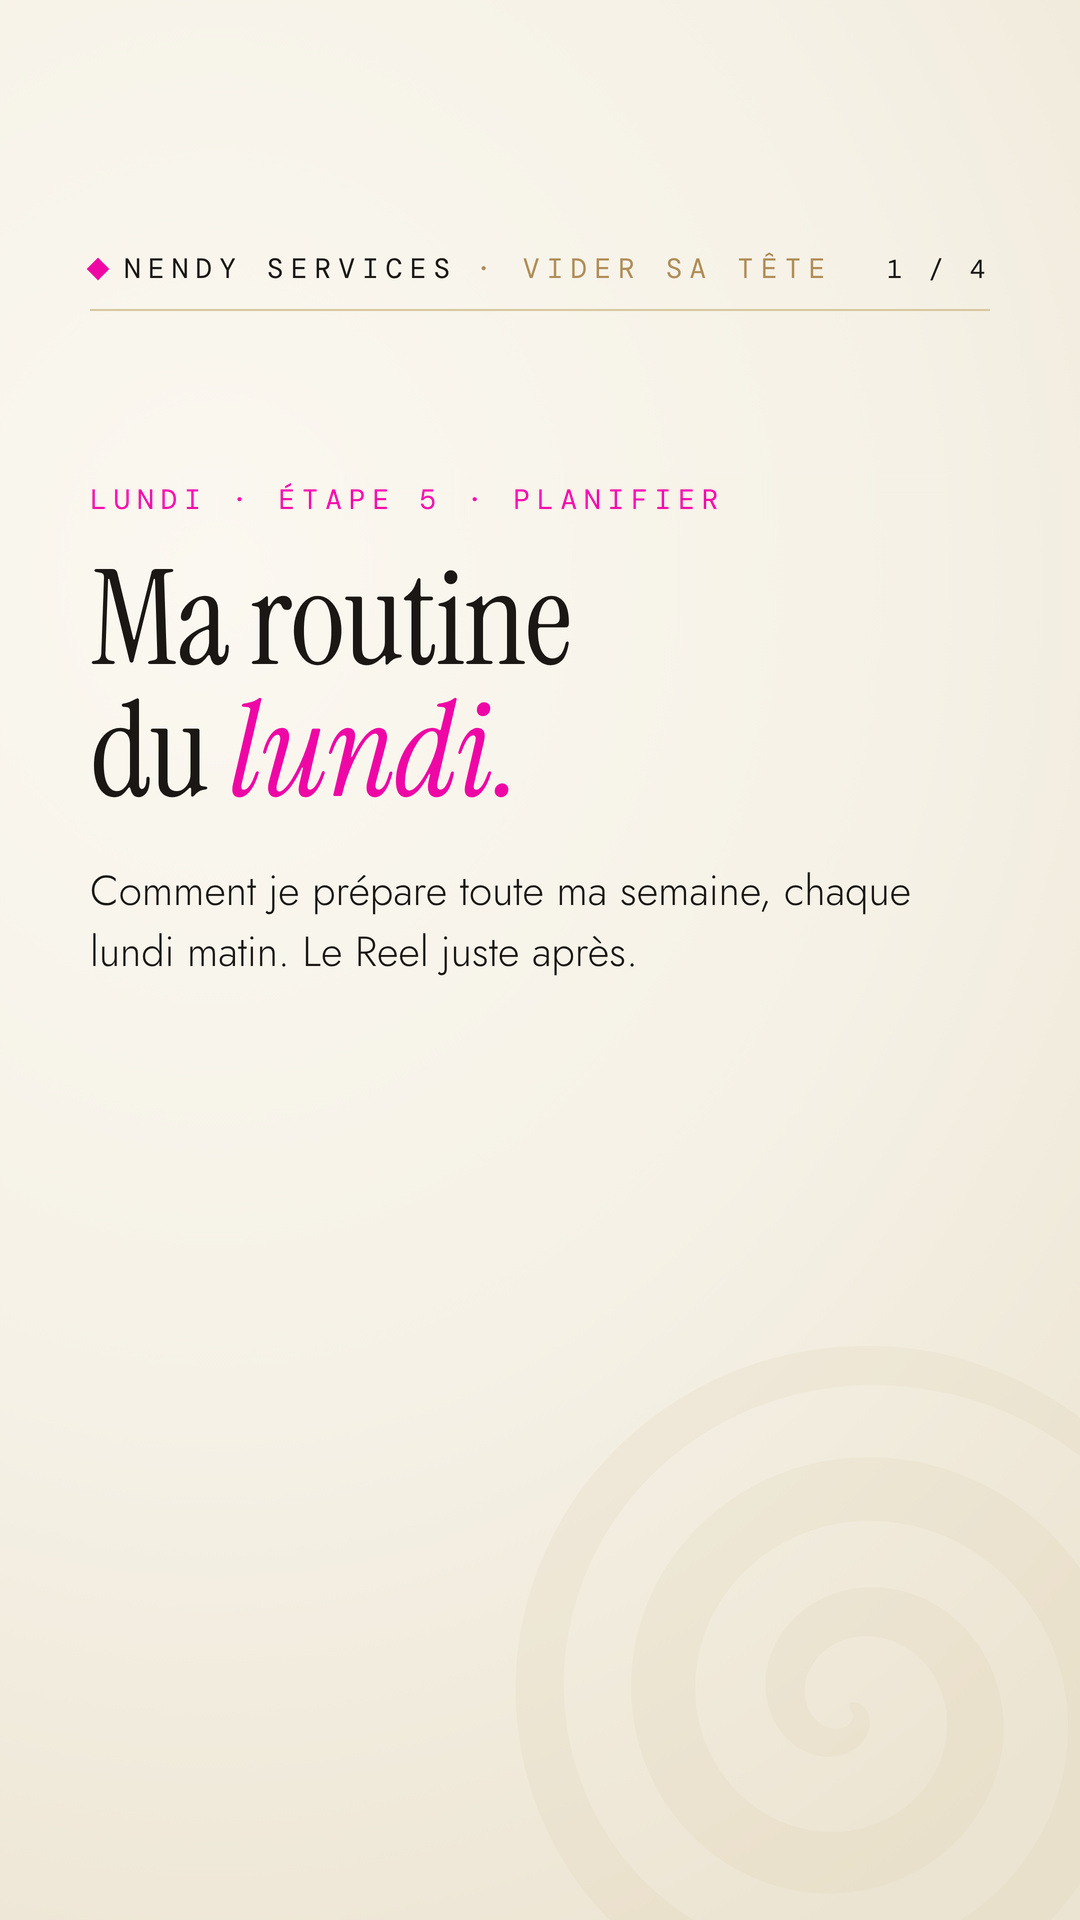 NENDY SERVICES · VIDER SA TÊTE 1 / 4
LUNDI · ÉTAPE 5 · PLANIFIER
Ma routine
du lundi.
Comment je prépare toute ma semaine, chaque
lundi matin. Le Reel juste après.